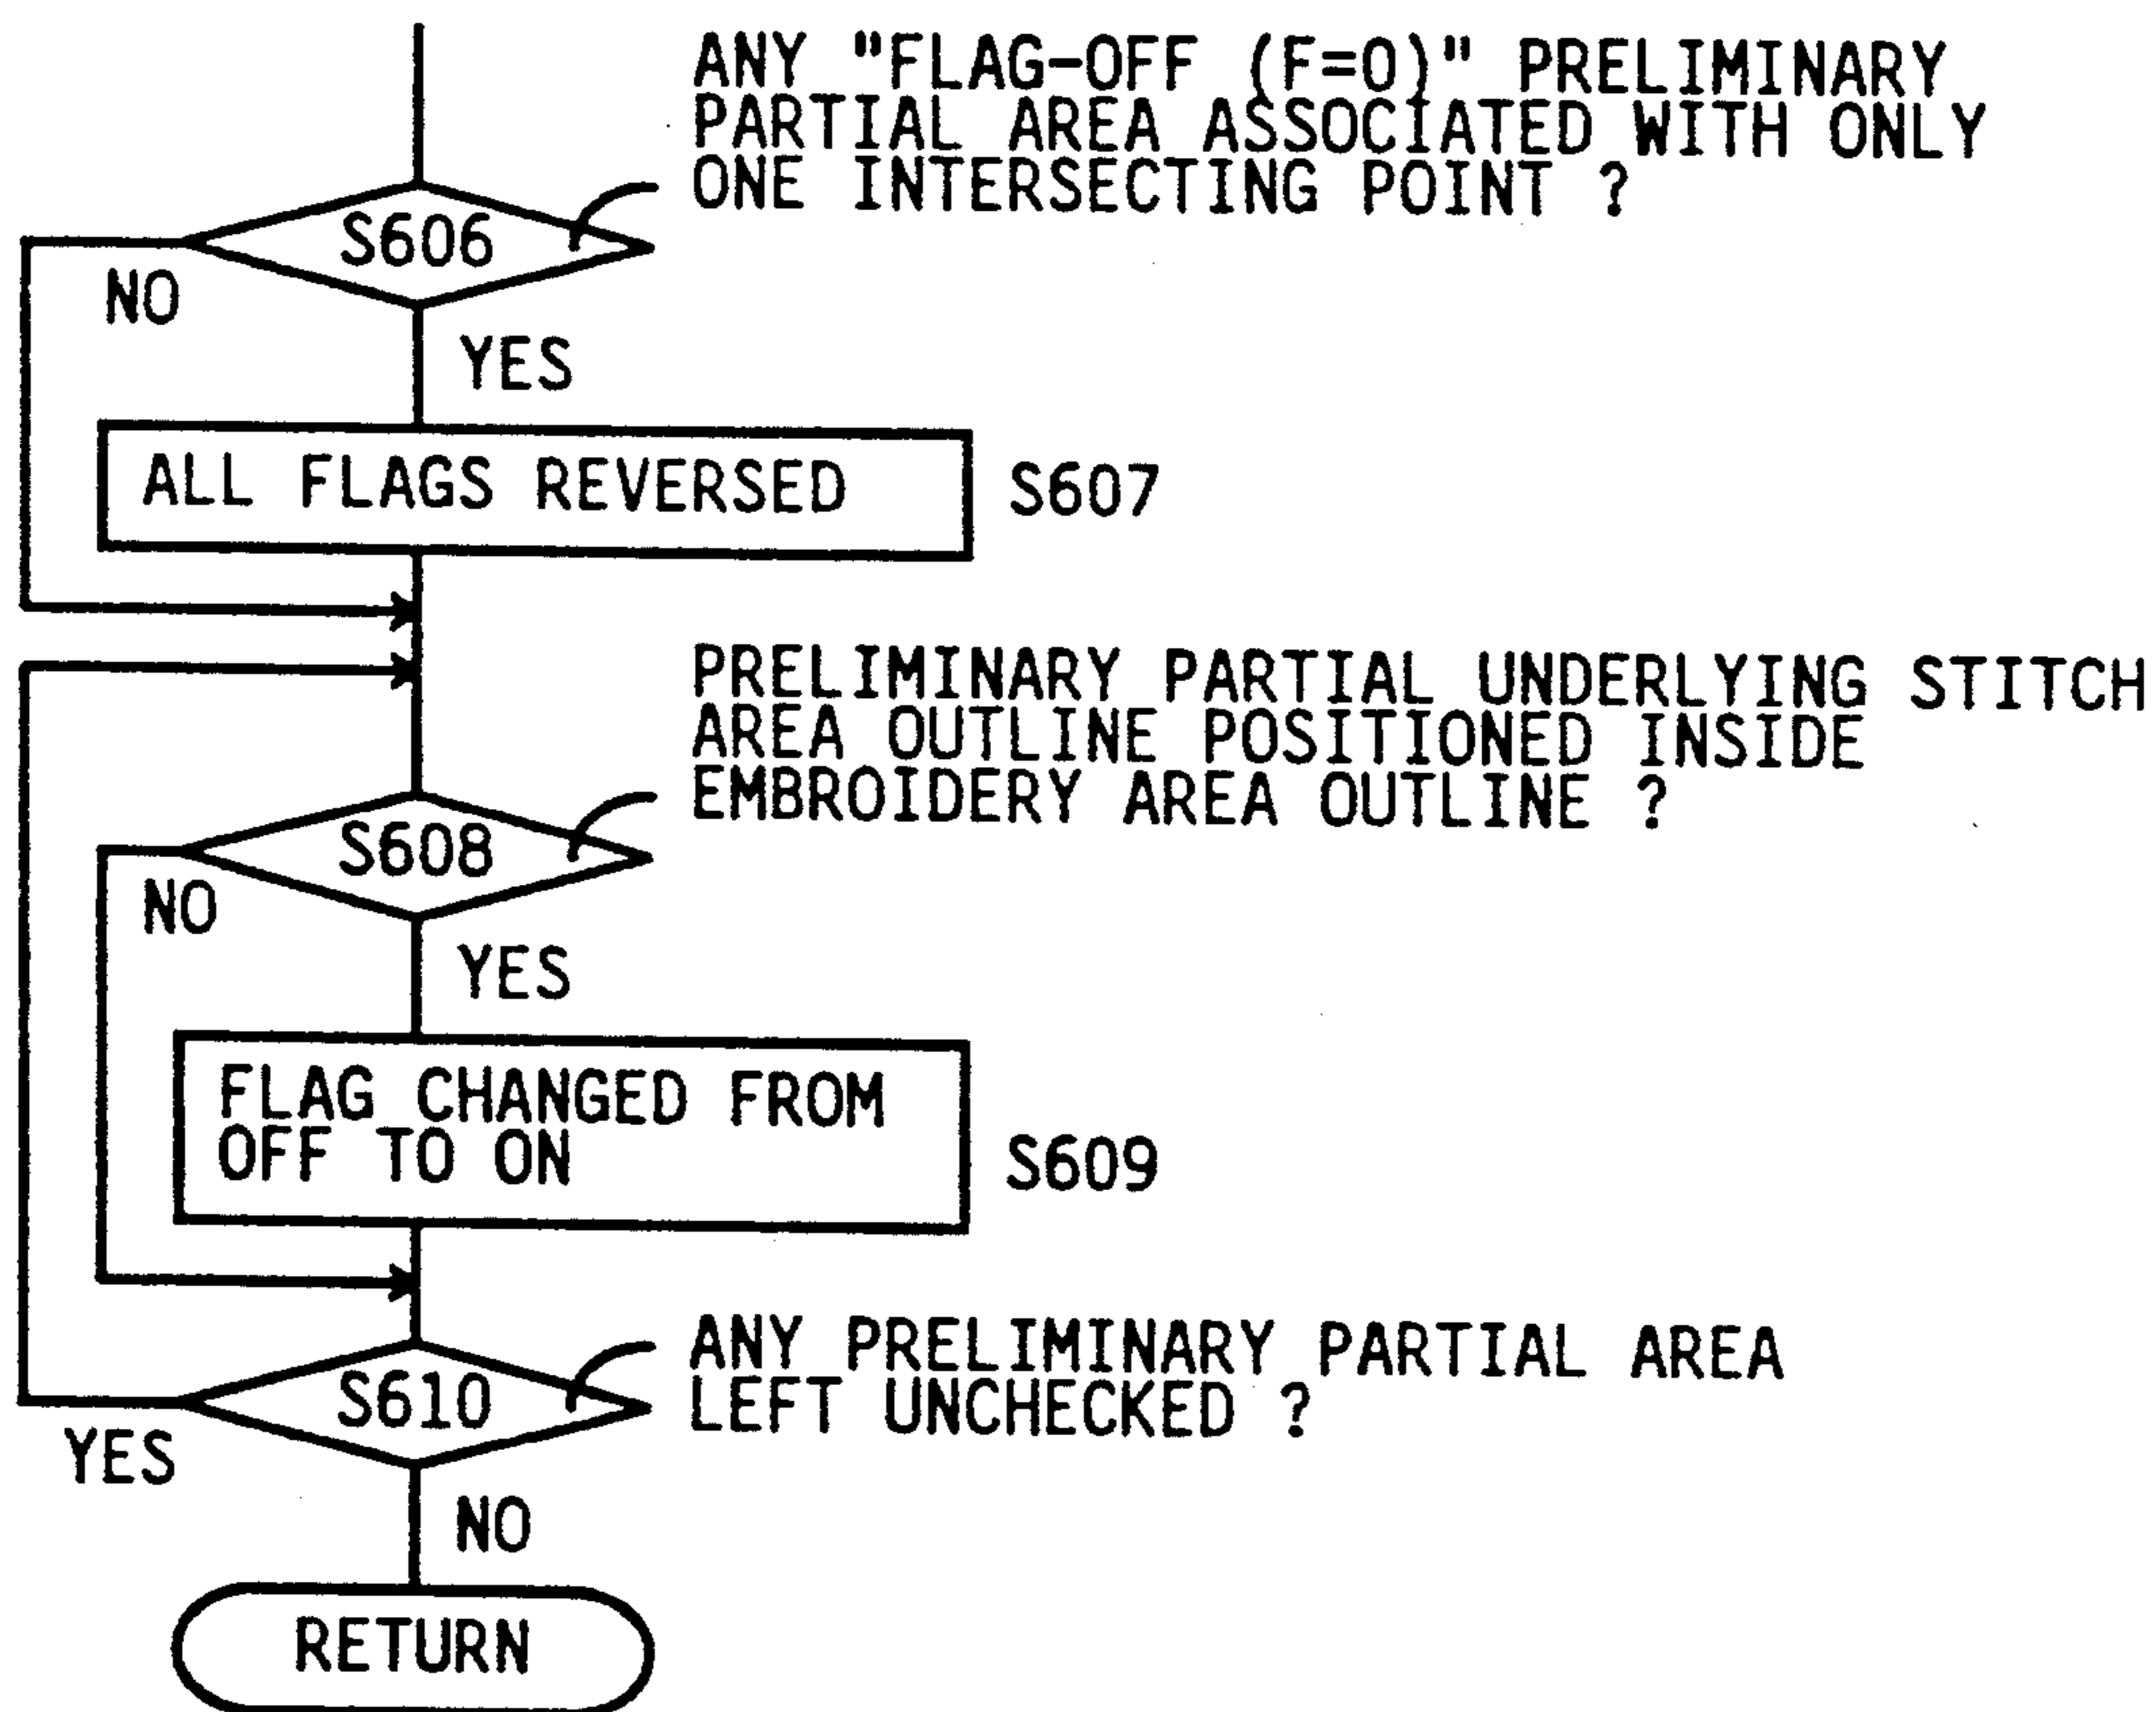 ANY "FLAG-OFF (F=0)" PRELIMINARY
PARTIAL AREA ASSOCIATED WITH ONLY
ONE INTERSECTING POINT ?
S606
NO
YES
ALL FLAGS REVERSED
S607
PRELIMINARY PARTIAL UNDERLYING STITCH
AREA OUTLINE POSITIONED INSIDE
EMBROIDERY AREA OUTLINE ?
S608
NO
YES
FLAG CHANGED FROM
OFF TO ON
S609
ANY PRELIMINARY PARTIAL AREA
LEFT UNCHECKED ?
S610
YES
NO
RETURN